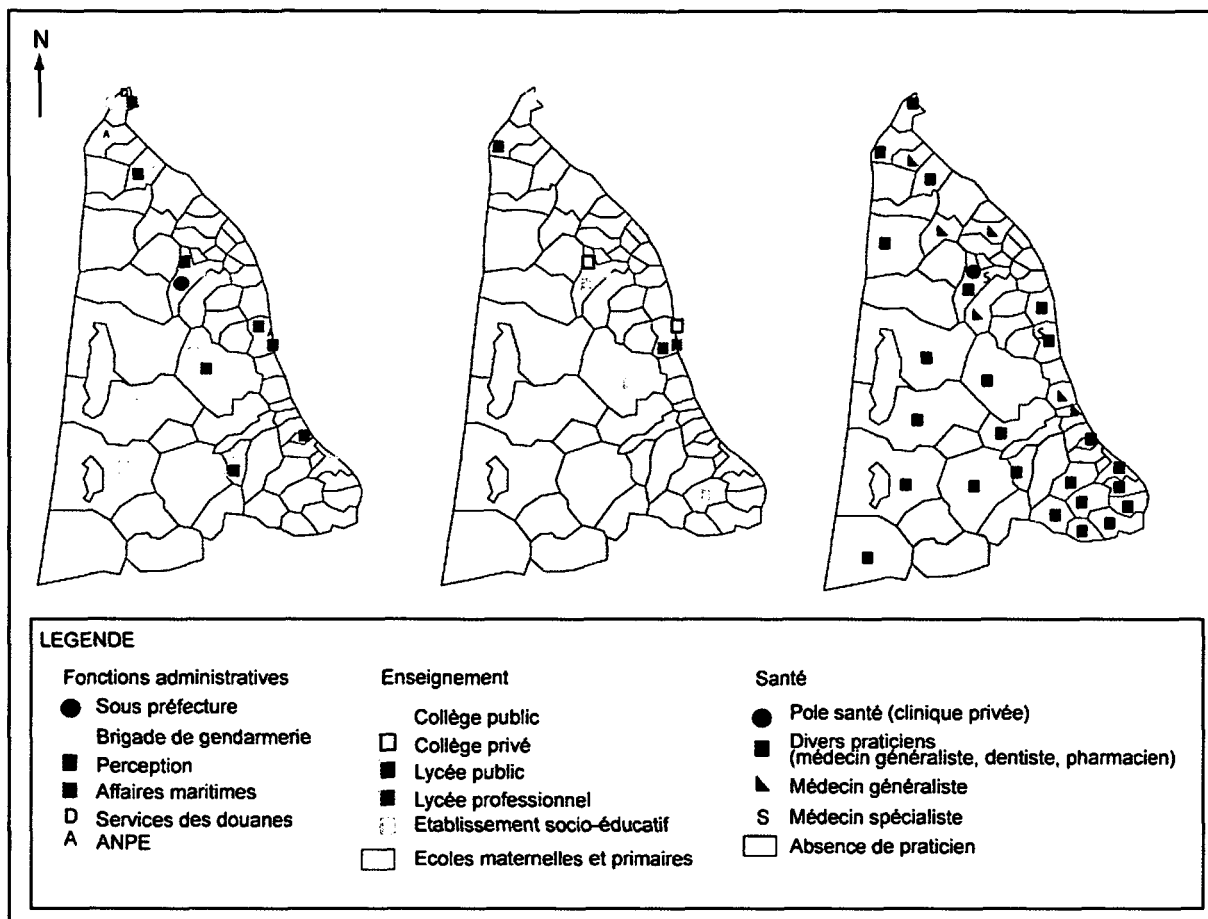 N
A
A
S
S
LEGENDE
Fonctions administratives
Sous préfecture
Brigade de gendarmerie
Perception
Affaires maritimes
D Services des douanes
A ANPE
Enseignement
Collège public
Collège privé
Lycée public
Lycée professionnel
Etablissement socio-éducatif
Ecoles maternelles et primaires
Santé
Pole santé (clinique privée)
Divers praticiens
(médecin généraliste, dentiste, pharmacien)
Médecin généraliste
S Médecin spécialiste
Absence de praticien